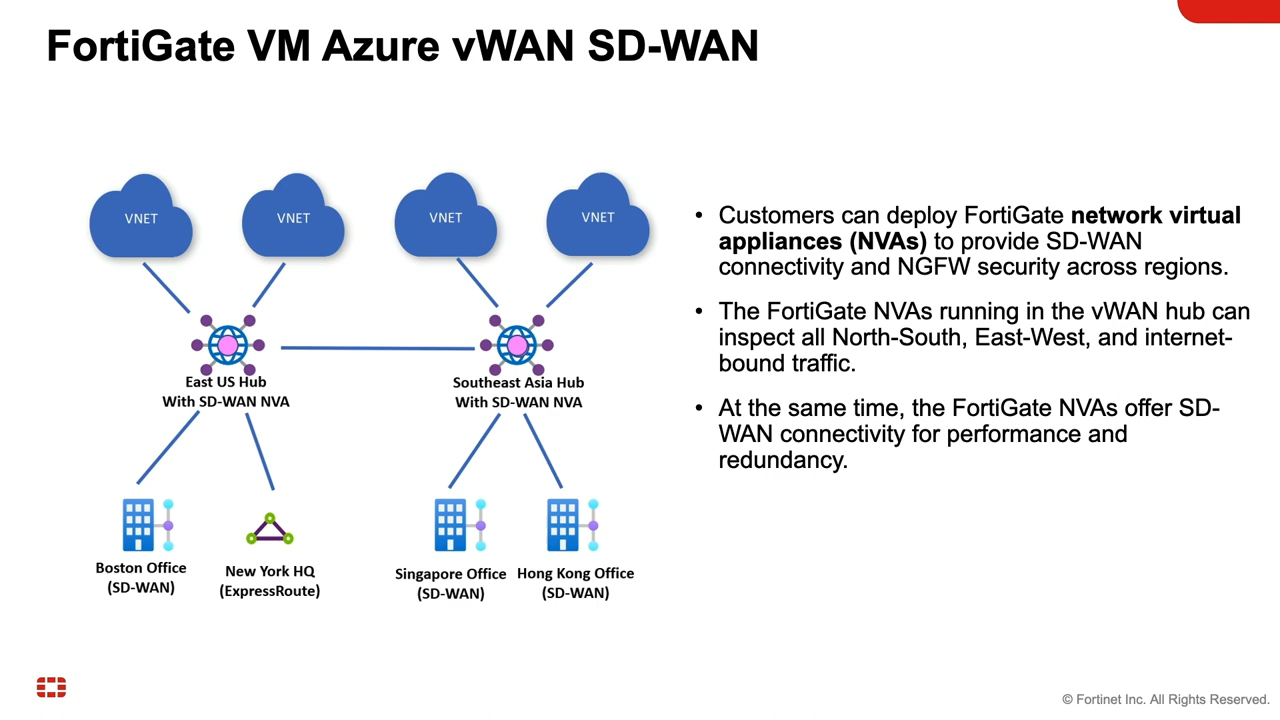 FortiGate VM Azure vWAN SD-WAN
VNET
VNET
VNET
VNET
East US Hub
With SD-WAN NVA
Southeast Asia Hub
With SD-WAN NVA
Boston Office
(SD-WAN)
New York HQ
(ExpressRoute)
Singapore Office
(SD-WAN)
Hong Kong Office
(SD-WAN)
• Customers can deploy FortiGate network virtual
appliances (NVAs) to provide SD-WAN
connectivity and NGFW security across regions.
• The FortiGate NVAs running in the vWAN hub can
inspect all North-South, East-West, and internet-
bound traffic.
• At the same time, the FortiGate NVAs offer SD-
WAN connectivity for performance and
redundancy.
© Fortinet Inc. All Rights Reserved.